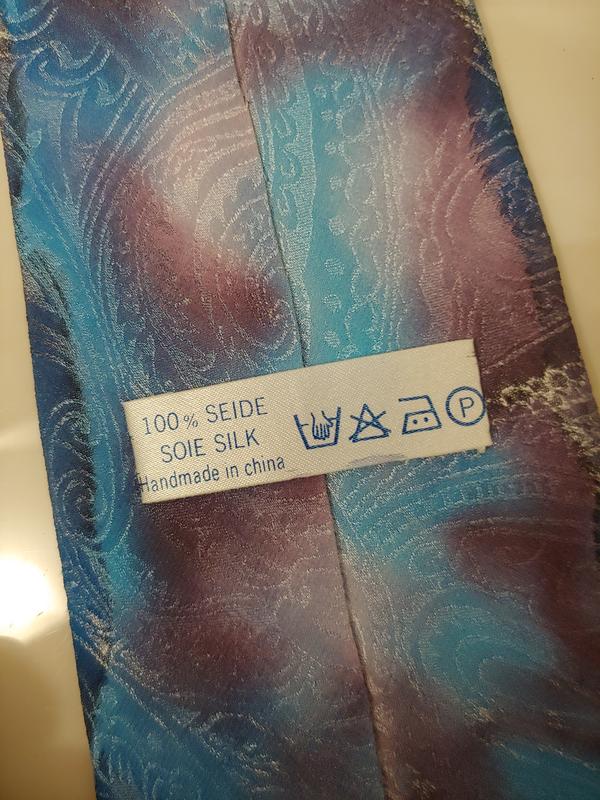 100% SEIDE
SOIE SILK
Handmade in china
P